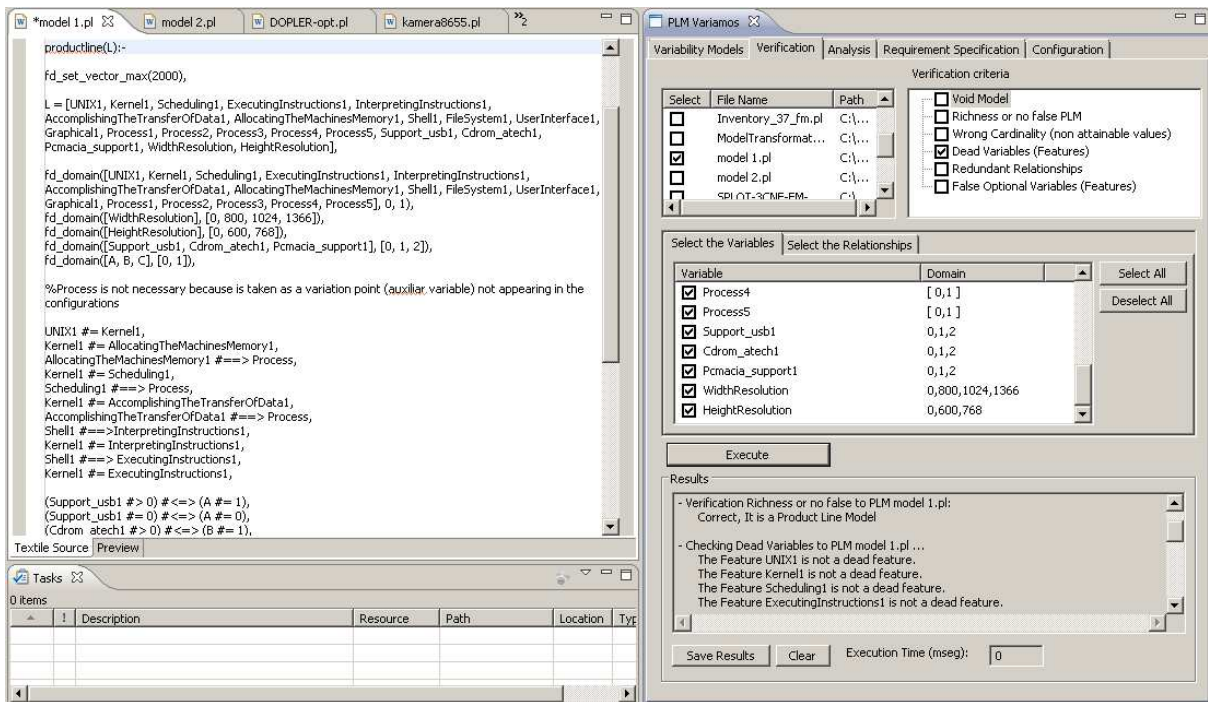 *model 1.pl
model 2.pl
DOPLER-opt.pl
kamera8655.pl
»2
productline(L):-
fd_set_vector_max(2000),
L = [UNIX1, Kernel1, Scheduling1, ExecutingInstructions1, InterpretingInstructions1,
AccomplishingTheTransferOfData1, AllocatingTheMachinesMemory1, Shell1, FileSystem1, UserInterface1,
Graphical1, Process1, Process2, Process3, Process4, Process5, Support_usb1, Cdrom_atech1,
Pcmacia_support1, WidthResolution, HeightResolution],
fd_domain([UNIX1, Kernel1, Scheduling1, ExecutingInstructions1, InterpretingInstructions1,
AccomplishingTheTransferOfData1, AllocatingTheMachinesMemory1, Shell1, FileSystem1, UserInterface1,
Graphical1, Process1, Process2, Process3, Process4, Process5], 0, 1),
fd_domain([WidthResolution], [0, 800, 1024, 1366]),
fd_domain([HeightResolution], [0, 600, 768]),
fd_domain([Support_usb1, Cdrom_atech1, Pcmacia_support1], [0, 1, 2]),
fd_domain([A, B, C], [0, 1]),
%Process is not necessary because is taken as a variation point (auxiliar variable) not appearing in the
configurations
UNIX1 #= Kernel1,
Kernel1 #= AllocatingTheMachinesMemory1,
AllocatingTheMachinesMemory1 #==> Process,
Kernel1 #= Scheduling1,
Scheduling1 #==> Process,
Kernel1 #= AccomplishingTheTransferOfData1,
AccomplishingTheTransferOfData1 #==> Process,
Shell1 #==>InterpretingInstructions1,
Kernel1 #= InterpretingInstructions1,
Shell1 #==> ExecutingInstructions1,
Kernel1 #= ExecutingInstructions1,
(Support_usb1 #> 0) #<=> (A #= 1),
(Support_usb1 #= 0) #<=> (A #= 0),
(Cdrom_atech1 #> 0) #<=> (B #= 1),
Textile Source Preview
Tasks
0 items
! Description Resource Path Location Typ
PLM Variamos
Variability Models Verification Analysis Requirement Specification Configuration
Verification criteria
Select File Name Path
Inventory_37_fm.pl C:\...
ModelTransformat... C:\...
model 1.pl C:\...
model 2.pl C:\...
SPLOT-3CNF-FM- C:\...
Void Model
Richness or no false PLM
Wrong Cardinality (non attainable values)
Dead Variables (Features)
Redundant Relationships
False Optional Variables (Features)
Select the Variables Select the Relationships
Variable Domain
Process4 [ 0,1 ]
Process5 [ 0,1 ]
Support_usb1 0,1,2
Cdrom_atech1 0,1,2
Pcmacia_support1 0,1,2
WidthResolution 0,800,1024,1366
HeightResolution 0,600,768
Select All
Deselect All
Execute
Results
- Verification Richness or no false to PLM model 1.pl:
Correct, It is a Product Line Model
- Checking Dead Variables to PLM model 1.pl ...
The Feature UNIX1 is not a dead feature.
The Feature Kernel1 is not a dead feature.
The Feature Scheduling1 is not a dead feature.
The Feature ExecutingInstructions1 is not a dead feature.
Save Results Clear Execution Time (mseg): 0